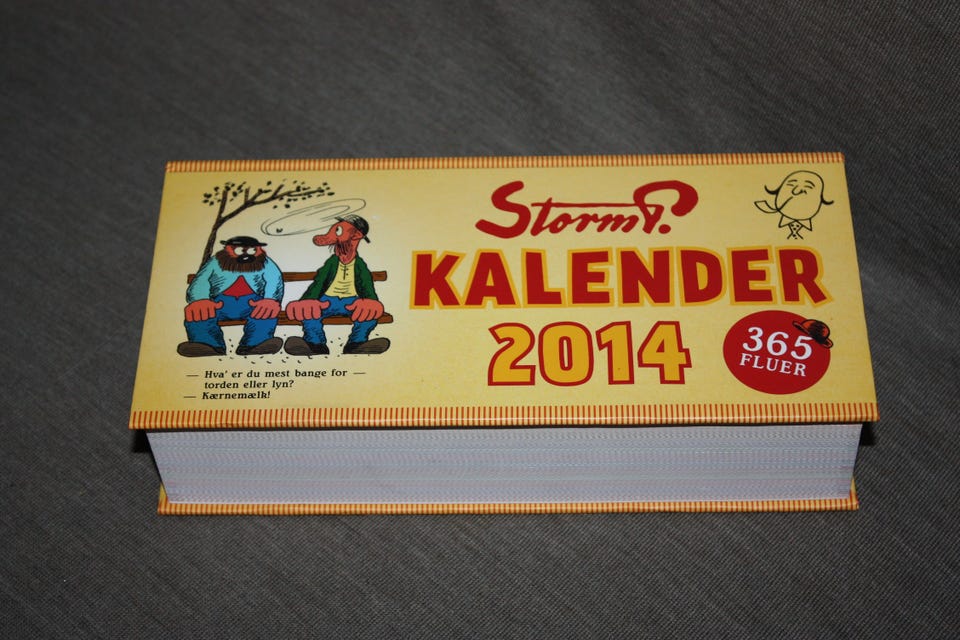 Storm P.
KALENDER
2014
365
FLUER
— Hva' er du mest bange for —
torden eller lyn?
— Kærnemælk!